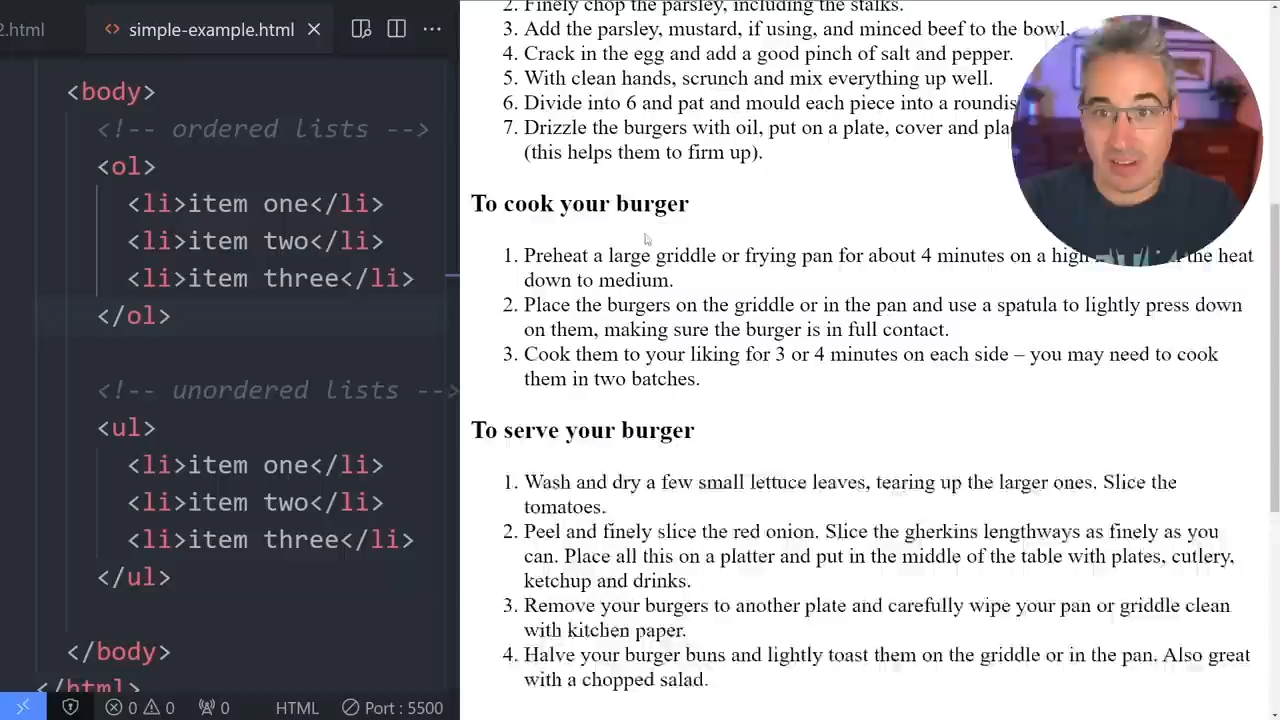 2.html
<> simple-example.html
<body>
<!-- ordered lists -->
<ol>
<li>item one</li>
<li>item two</li>
<li>item three</li>
</ol>
<!-- unordered lists -->
<ul>
<li>item one</li>
<li>item two</li>
<li>item three</li>
</ul>
</body>
</html>
0 0 0 HTML Port : 5500
2. Finely chop the parsley, including the stalks.
3. Add the parsley, mustard, if using, and minced beef to the bowl.
4. Crack in the egg and add a good pinch of salt and pepper.
5. With clean hands, scrunch and mix everything up well.
6. Divide into 6 and pat and mould each piece into a
7. Drizzle the burgers with oil, put on a plate, cover and
(this helps them to firm up).
To cook your burger
1. Preheat a large griddle or frying pan for about 4 minutes on a high the heat
down to medium.
2. Place the burgers on the griddle or in the pan and use a spatula to lightly press down
on them, making sure the burger is in full contact.
3. Cook them to your liking for 3 or 4 minutes on each side – you may need to cook
them in two batches.
To serve your burger
1. Wash and dry a few small lettuce leaves, tearing up the larger ones. Slice the
tomatoes.
2. Peel and finely slice the red onion. Slice the gherkins lengthways as finely as you
can. Place all this on a platter and put in the middle of the table with plates, cutlery,
ketchup and drinks.
3. Remove your burgers to another plate and carefully wipe your pan or griddle clean
with kitchen paper.
4. Halve your burger buns and lightly toast them on the griddle or in the pan. Also great
with a chopped salad.